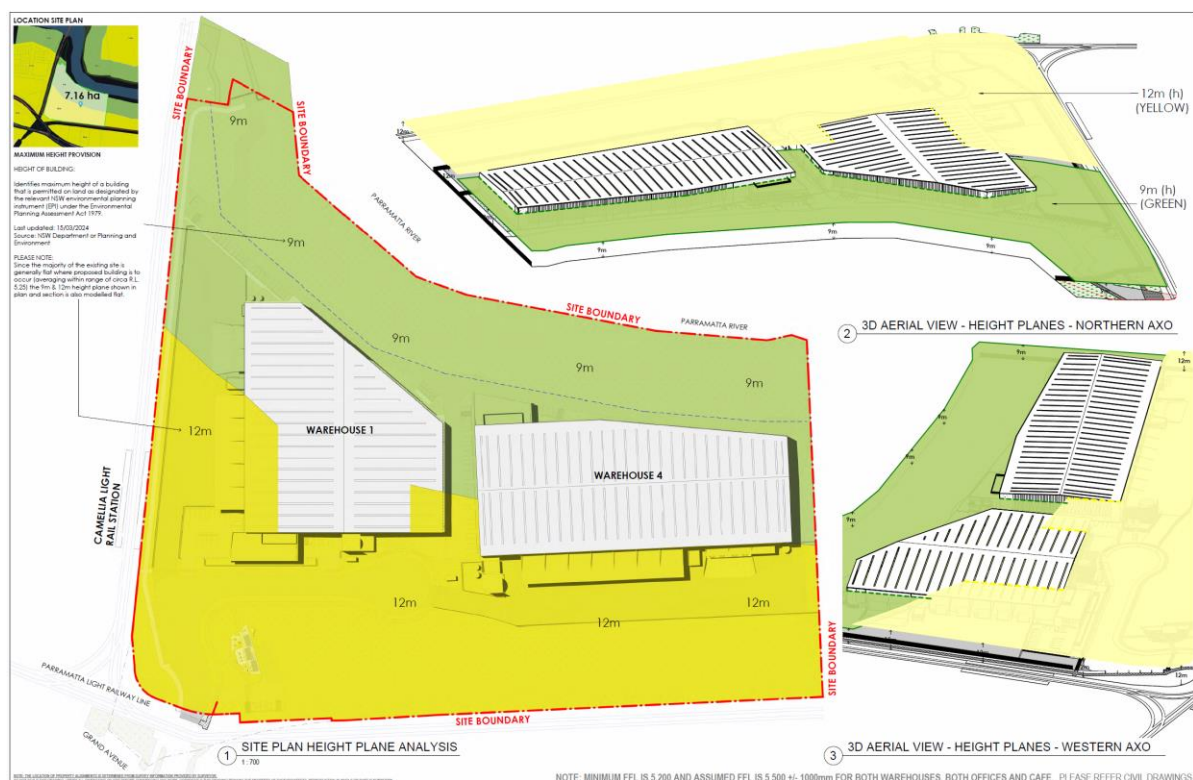 LOCATION SITE PLAN
7.16 ha
MAXIMUM HEIGHT PROVISION
HEIGHT OF BUILDING:
Identifies maximum height of a building
that is permitted on land as designated by
the relevant NSW environmental planning
instrument (EPI) under the Environmental
Planning Assessment Act 1979.
Last updated: 15/03/2024
Source: NSW Department or Planning and
Environment
PLEASE NOTE:
Since the majority of the existing site is
generally flat where proposed building is to
occur (averaging within range of circa R.L.
5.25) the 9m & 12m height plane shown in
plan and section is also modelled flat.
SITE BOUNDARY
SITE BOUNDARY
9m
9m
PARRAMATTA RIVER
SITE BOUNDARY
PARRAMATTA RIVER
9m
9m
9m
12m
WAREHOUSE 1
WAREHOUSE 4
CAMELLIA LIGHT
RAIL STATION
12m
12m
12m
SITE BOUNDARY
PARRAMATTA LIGHT RAILWAY LINE
GRAND AVENUE
SITE BOUNDARY
1 SITE PLAN HEIGHT PLANE ANALYSIS
1 : 700
12m
12m (h)
(YELLOW)
9m (h)
(GREEN)
9m
9m
9m
2 3D AERIAL VIEW - HEIGHT PLANES - NORTHERN AXO
9m
12m
9m
9m
9m
12m
3 3D AERIAL VIEW - HEIGHT PLANES - WESTERN AXO
NOTE: MINIMUM FFL IS 5.200 AND ASSUMED FFL IS 5.500 +/- 1000mm FOR BOTH WAREHOUSES, BOTH OFFICES AND CAFE. PLEASE REFER CIVIL DRAWINGS